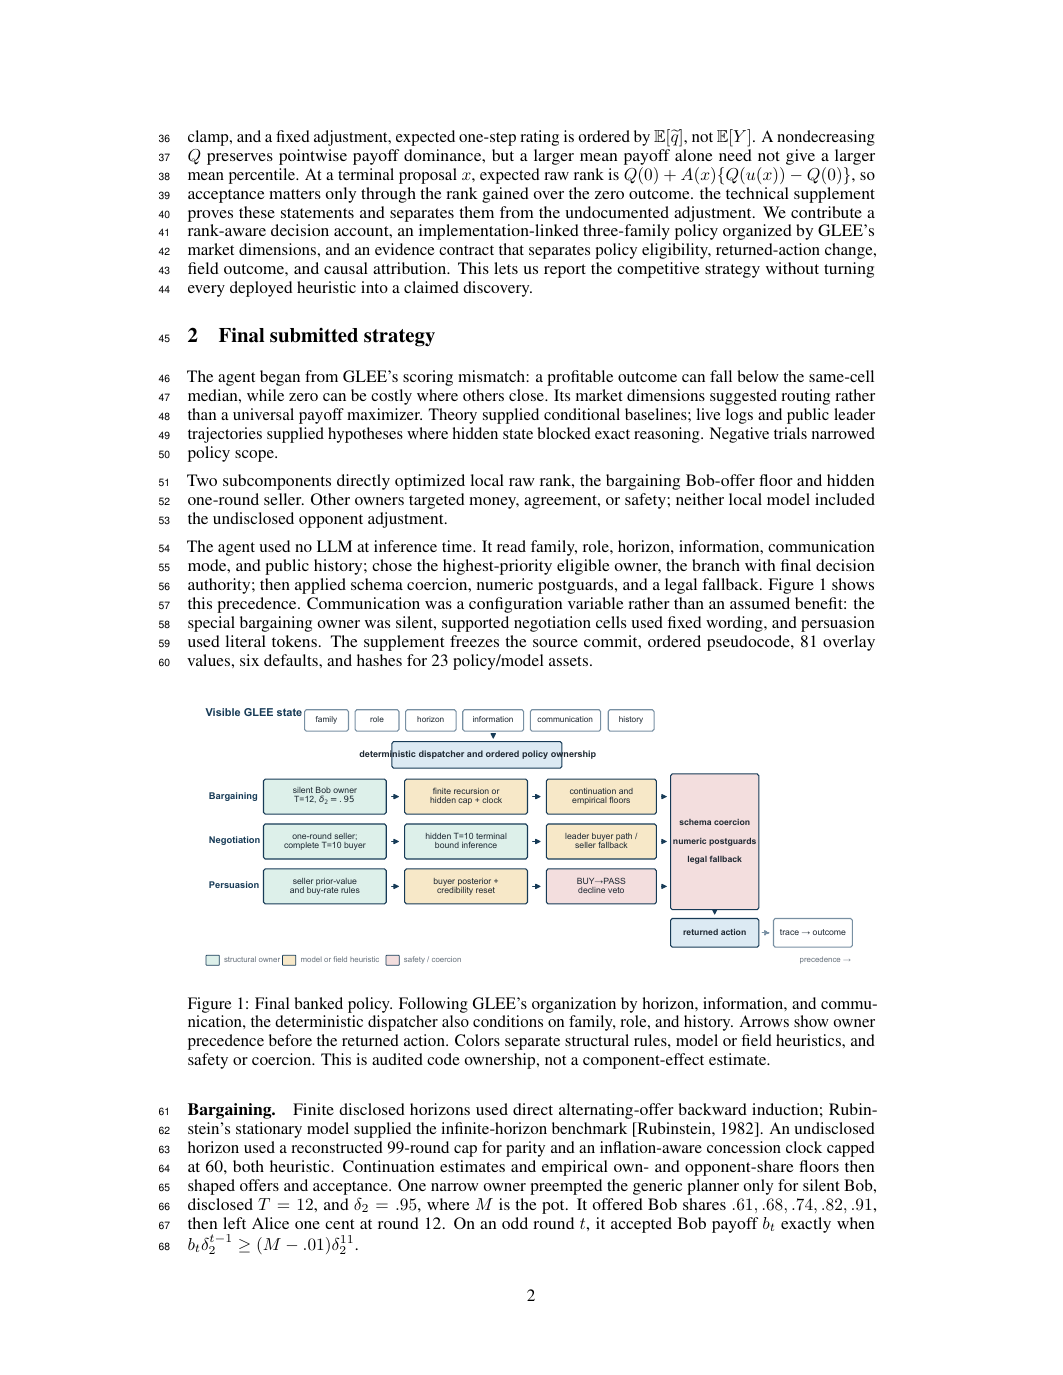 36 clamp, and a fixed adjustment, expected one-step rating is ordered by 𝔼[q̃], not 𝔼[Y]. A nondecreasing
37 Q preserves pointwise payoff dominance, but a larger mean payoff alone need not give a larger
38 mean percentile. At a terminal proposal x, expected raw rank is Q(0) + A(x){Q(u(x)) − Q(0)}, so
39 acceptance matters only through the rank gained over the zero outcome. the technical supplement
40 proves these statements and separates them from the undocumented adjustment. We contribute a
41 rank-aware decision account, an implementation-linked three-family policy organized by GLEE's
42 market dimensions, and an evidence contract that separates policy eligibility, returned-action change,
43 field outcome, and causal attribution. This lets us report the competitive strategy without turning
44 every deployed heuristic into a claimed discovery.
45 2 Final submitted strategy
46 The agent began from GLEE's scoring mismatch: a profitable outcome can fall below the same-cell
47 median, while zero can be costly where others close. Its market dimensions suggested routing rather
48 than a universal payoff maximizer. Theory supplied conditional baselines; live logs and public leader
49 trajectories supplied hypotheses where hidden state blocked exact reasoning. Negative trials narrowed
50 policy scope.
51 Two subcomponents directly optimized local raw rank, the bargaining Bob-offer floor and hidden
52 one-round seller. Other owners targeted money, agreement, or safety; neither local model included
53 the undisclosed opponent adjustment.
54 The agent used no LLM at inference time. It read family, role, horizon, information, communication
55 mode, and public history; chose the highest-priority eligible owner, the branch with final decision
56 authority; then applied schema coercion, numeric postguards, and a legal fallback. Figure 1 shows
57 this precedence. Communication was a configuration variable rather than an assumed benefit: the
58 special bargaining owner was silent, supported negotiation cells used fixed wording, and persuasion
59 used literal tokens. The supplement freezes the source commit, ordered pseudocode, 81 overlay
60 values, six defaults, and hashes for 23 policy/model assets.
Visible GLEE state family role horizon information communication history
deterministic dispatcher and ordered policy ownership
Bargaining
silent Bob owner
T=12, δ₂ = .95
finite recursion or
hidden cap + clock
continuation and
empirical floors
Negotiation
one-round seller;
complete T=10 buyer
hidden T=10 terminal
bound inference
leader buyer path /
seller fallback
Persuasion
seller prior-value
and buy-rate rules
buyer posterior +
credibility reset
BUY→PASS
decline veto
schema coercion
numeric postguards
legal fallback
returned action
trace → outcome
structural owner model or field heuristic safety / coercion
precedence →
Figure 1: Final banked policy. Following GLEE's organization by horizon, information, and commu-
nication, the deterministic dispatcher also conditions on family, role, and history. Arrows show owner
precedence before the returned action. Colors separate structural rules, model or field heuristics, and
safety or coercion. This is audited code ownership, not a component-effect estimate.
61 Bargaining. Finite disclosed horizons used direct alternating-offer backward induction; Rubin-
62 stein's stationary model supplied the infinite-horizon benchmark [Rubinstein, 1982]. An undisclosed
63 horizon used a reconstructed 99-round cap for parity and an inflation-aware concession clock capped
64 at 60, both heuristic. Continuation estimates and empirical own- and opponent-share floors then
65 shaped offers and acceptance. One narrow owner preempted the generic planner only for silent Bob,
66 disclosed T = 12, and δ₂ = .95, where M is the pot. It offered Bob shares .61, .68, .74, .82, .91,
67 then left Alice one cent at round 12. On an odd round t, it accepted Bob payoff bₜ exactly when
68 bₜδ₂ᵗ⁻¹ ≥ (M − .01)δ₂¹¹.
2